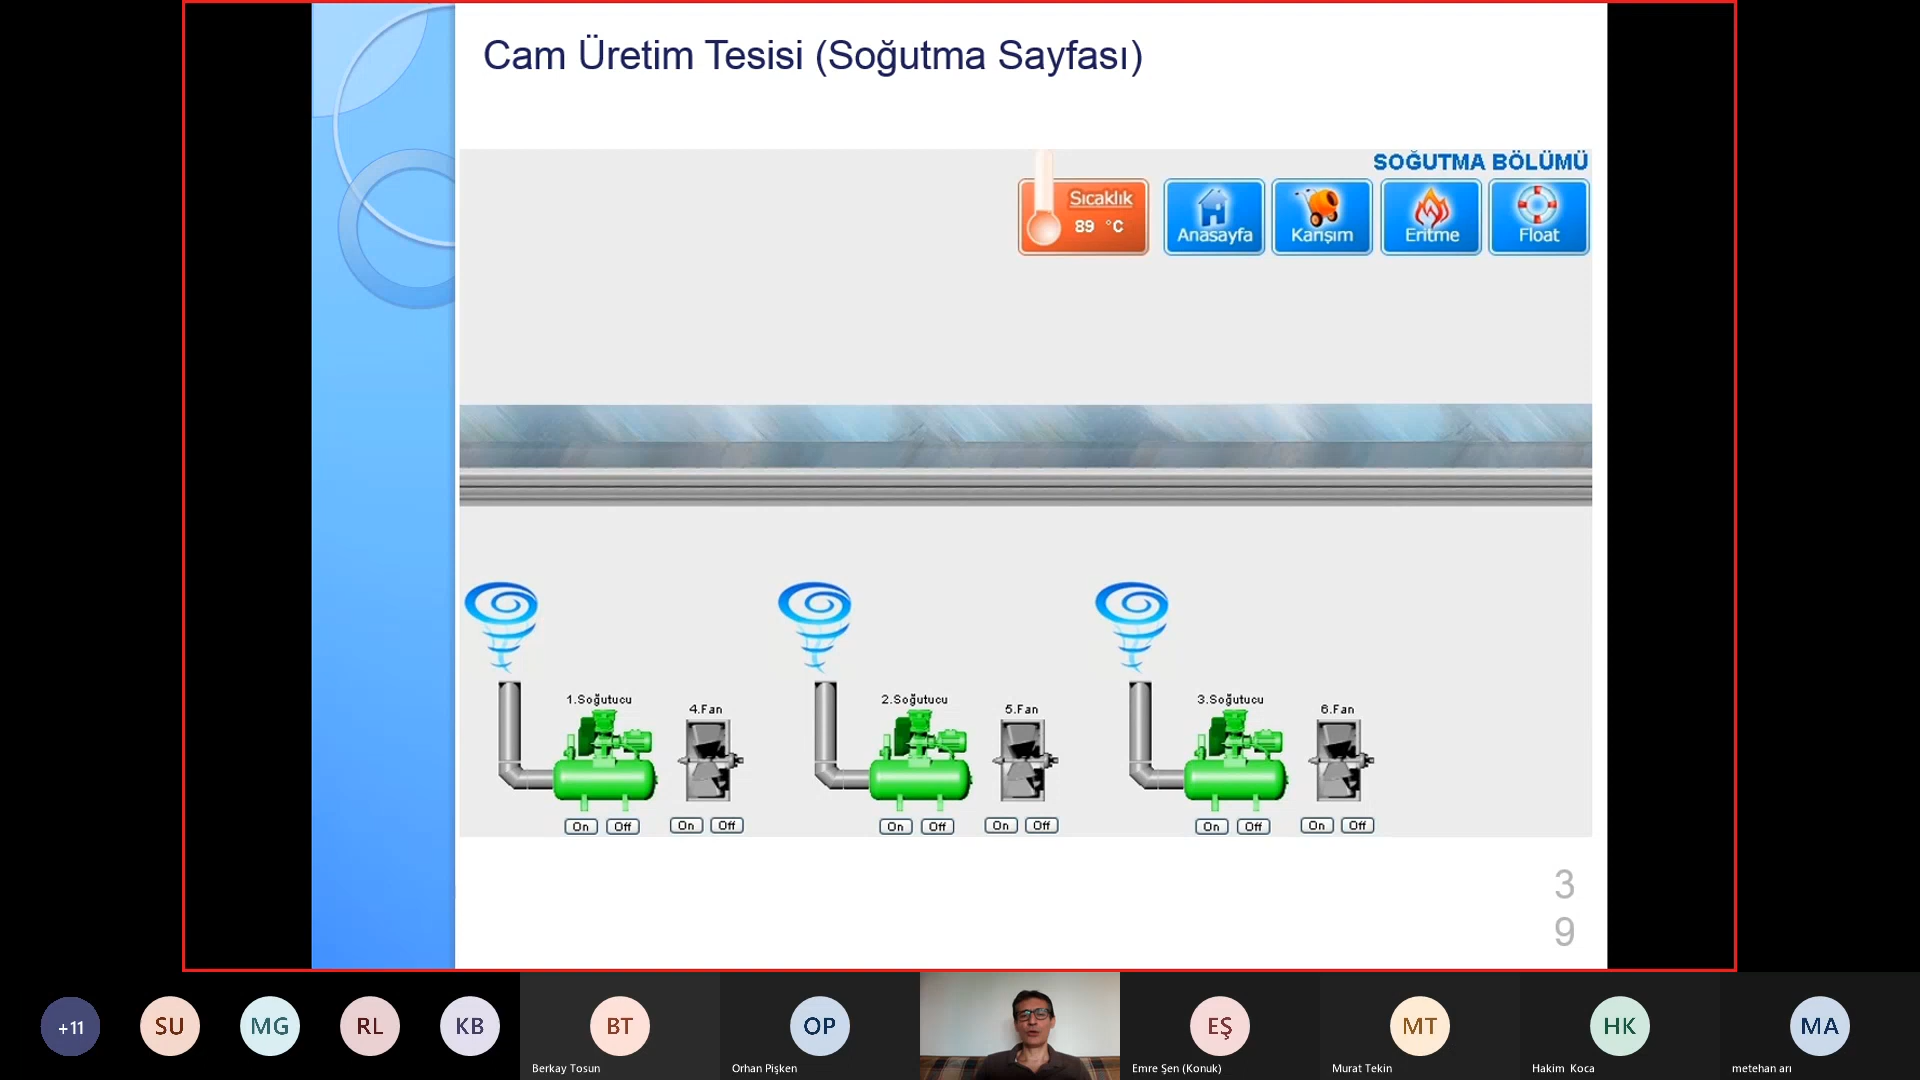 Cam Üretim Tesisi (Soğutma Sayfası)
SOĞUTMA BÖLÜMÜ
Sıcaklık
89 °C
Anasayfa
Karışım
Eritme
Float
1.Soğutucu
4.Fan
2.Soğutucu
5.Fan
3.Soğutucu
6.Fan
On Off On Off On Off On Off On Off On Off
3
9
+11 SU MG RL KB BT OP EŞ MT HK MA
Berkay Tosun
Orhan Pişken
Emre Şen (Konuk)
Murat Tekin
Hakim Koca
metehan arı